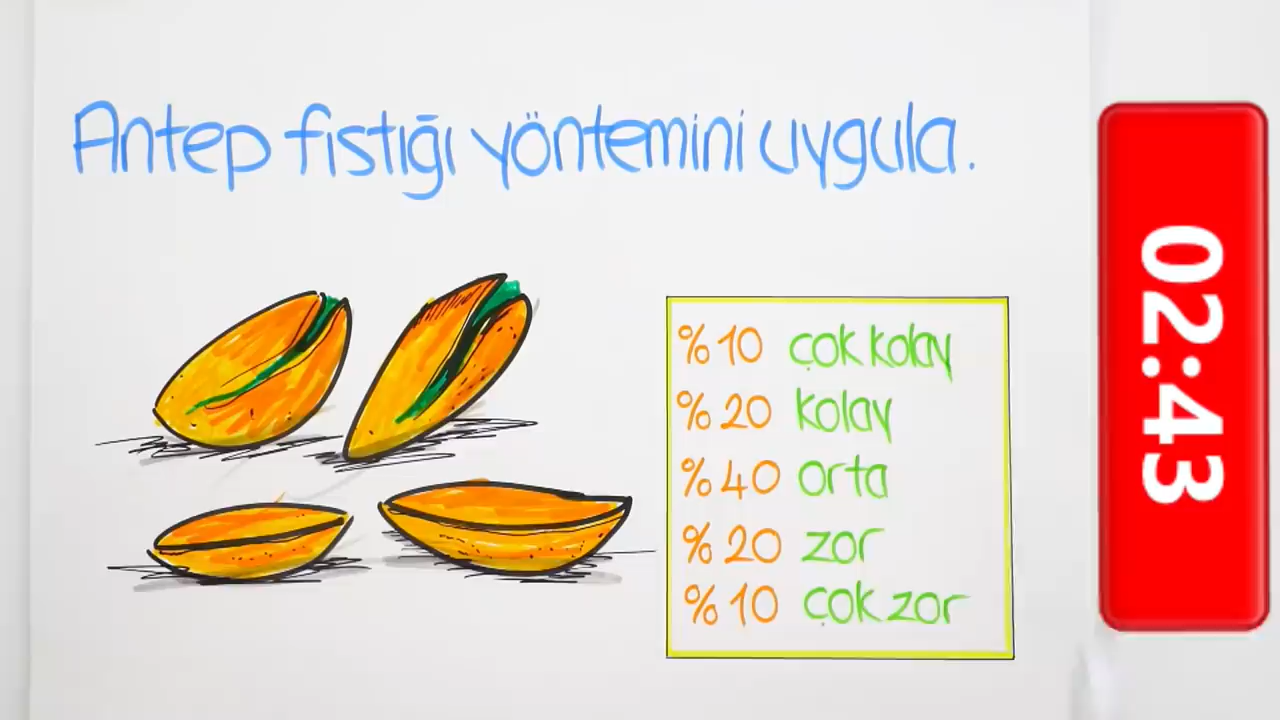 Antep fıstığı yöntemini uygula.
%10 çok kolay
%20 kolay
%40 orta
%20 zor
%10 çok zor
02:43